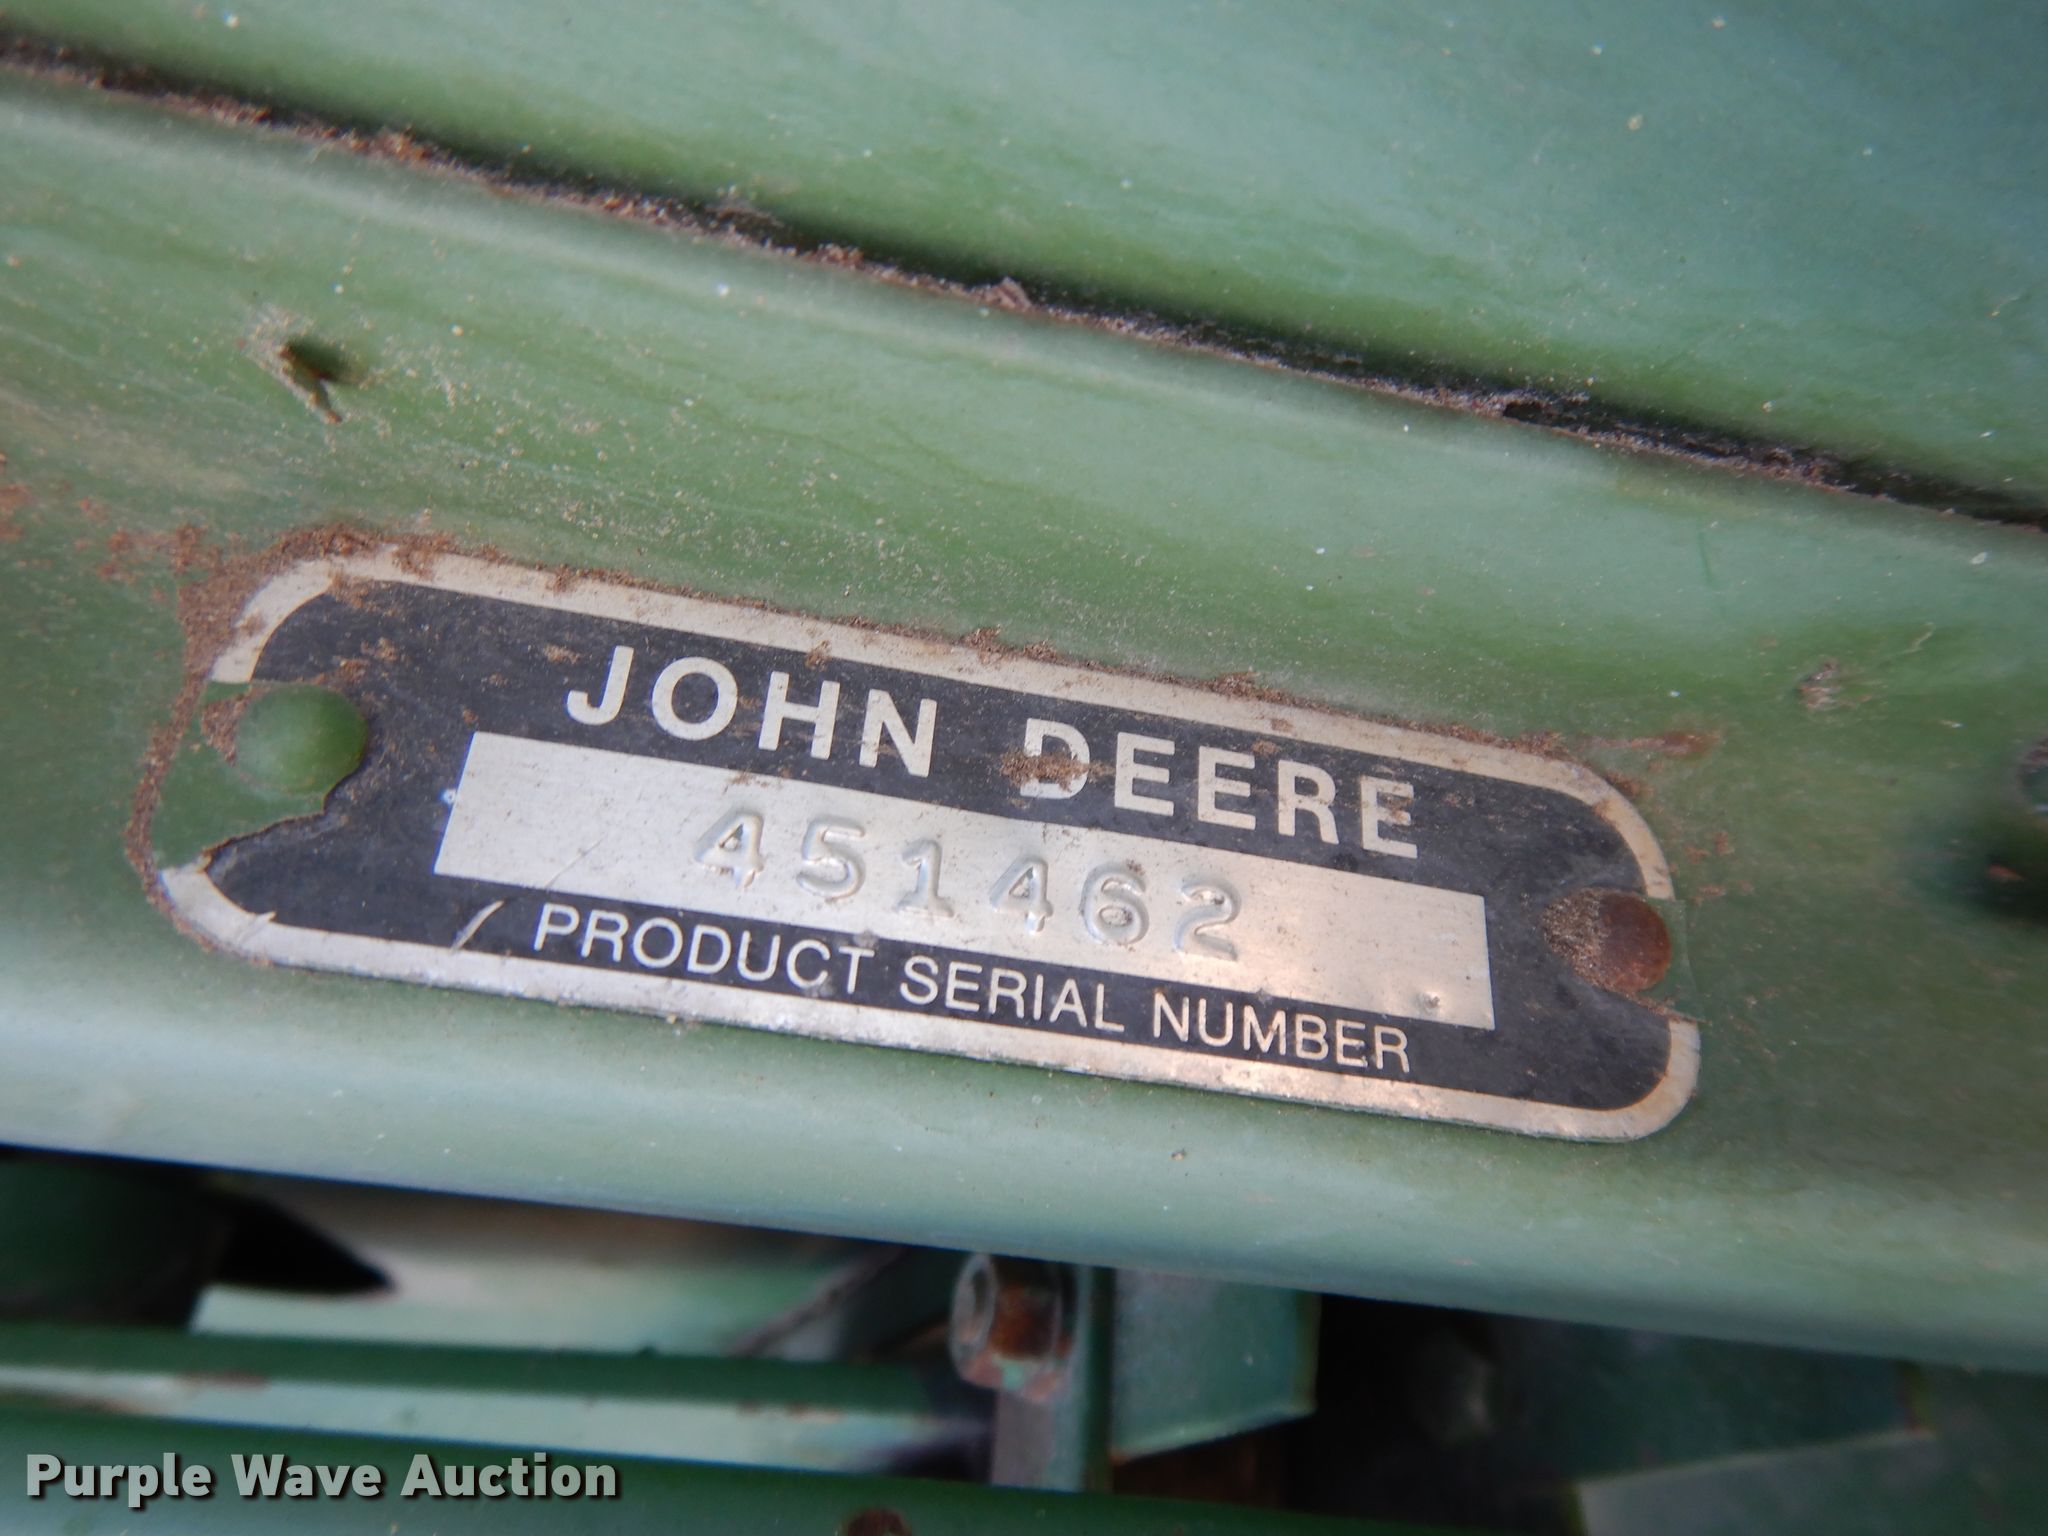 JOHN DEERE
451462
PRODUCT SERIAL NUMBER
Purple Wave Auction